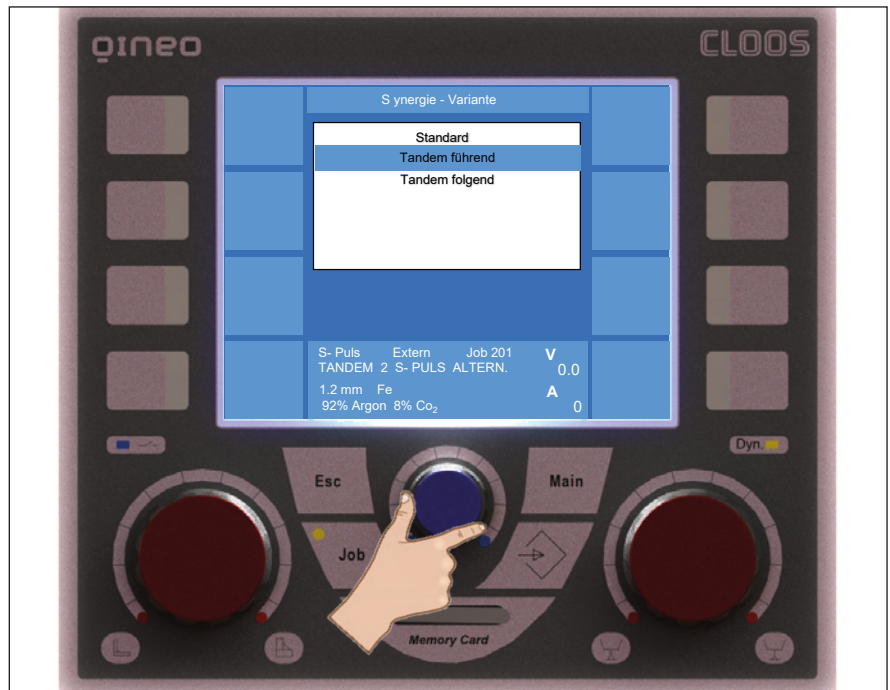 QINEO CLOOS
S ynergie - Variante
Standard
Tandem führend
Tandem folgend
S- Puls Extern Job 201 V
TANDEM 2 S- PULS ALTERN. 0.0
1.2 mm Fe A
92% Argon 8% Co₂ 0
Dyn.
Esc Main
Job
Memory Card